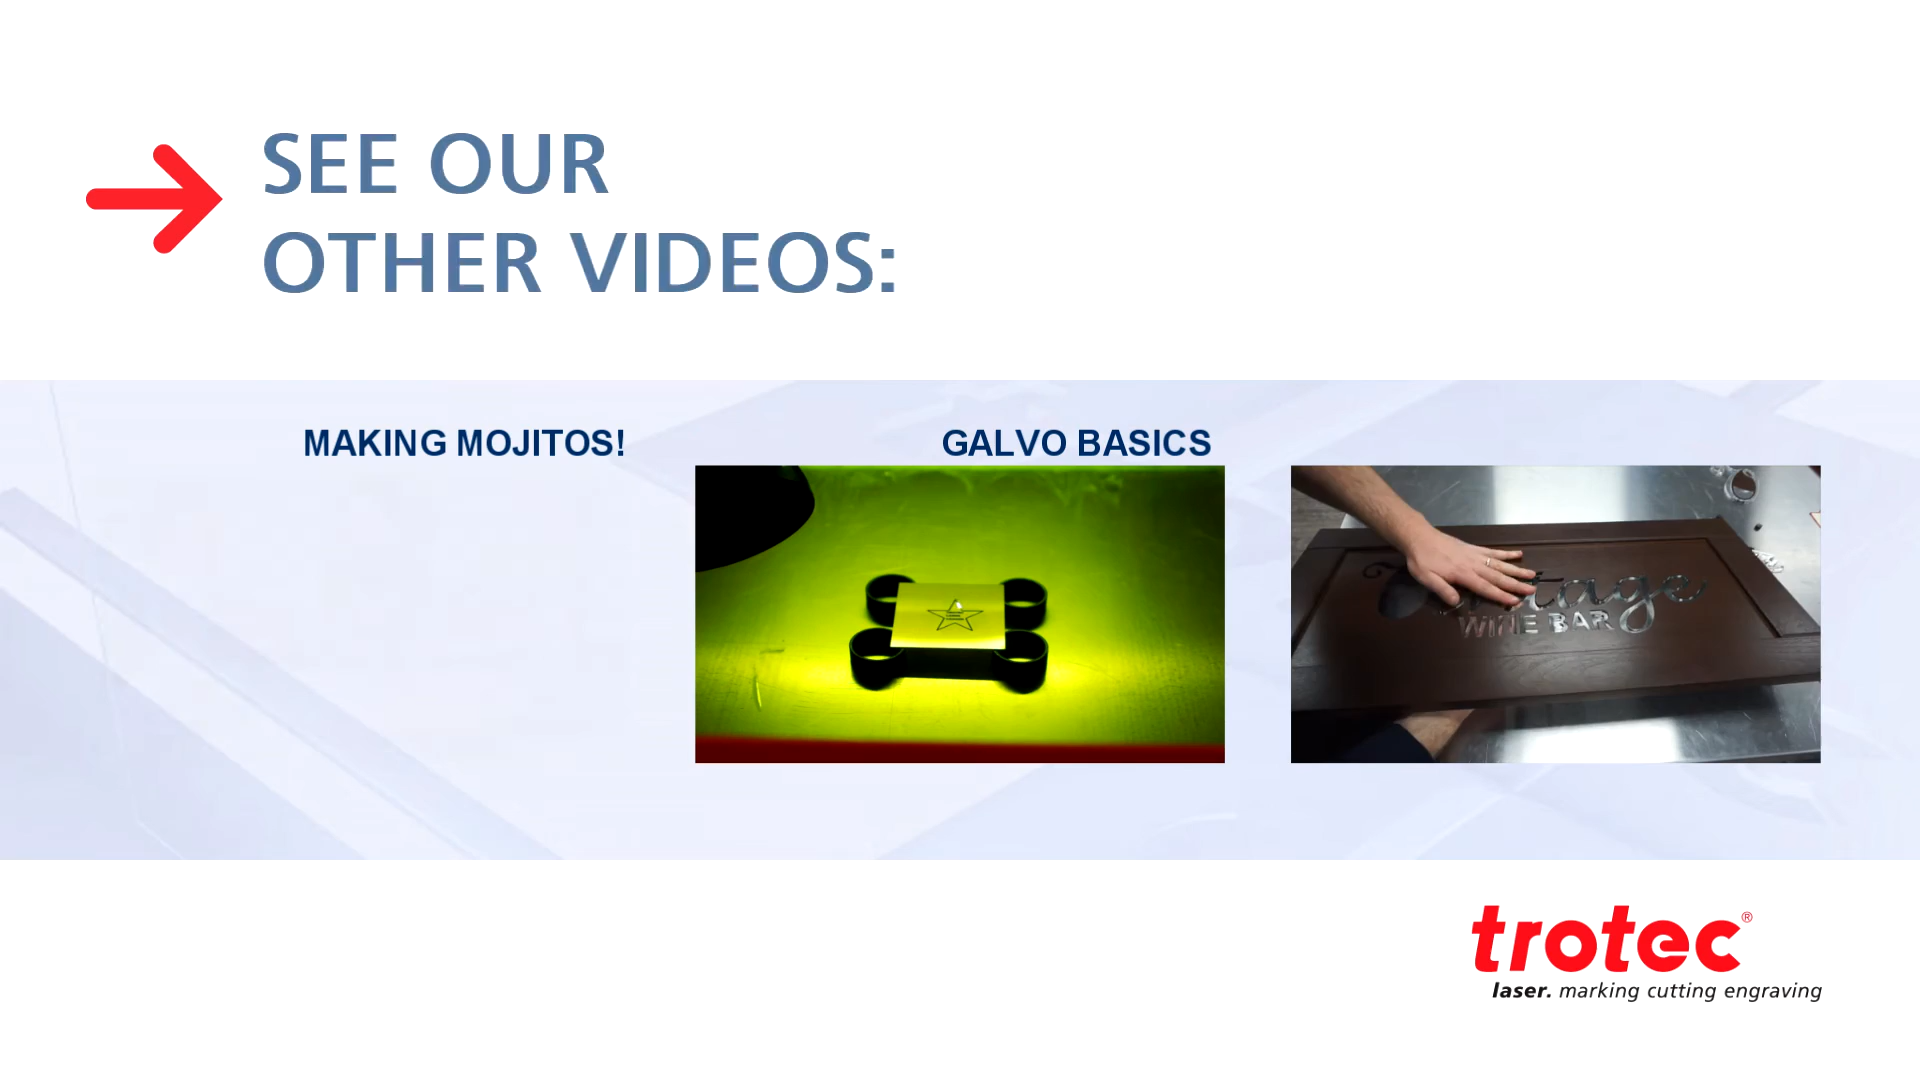 SEE OUR
OTHER VIDEOS:
MAKING MOJITOS!
GALVO BASICS
WINE BAR
trotec®
laser. marking cutting engraving